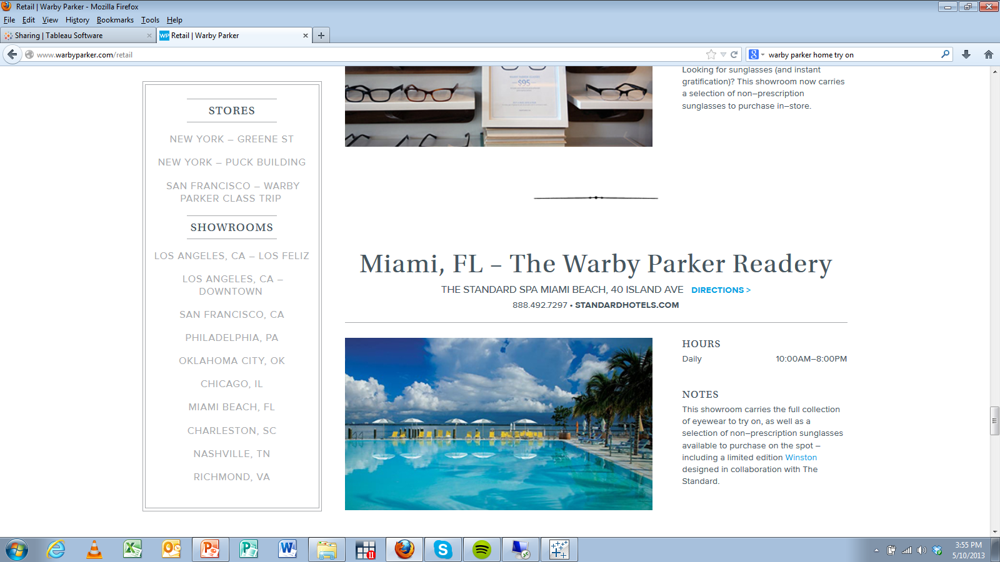 Retail | Warby Parker - Mozilla Firefox
File Edit View History Bookmarks Tools Help
Sharing | Tableau Software
WP Retail | Warby Parker
www.warbyparker.com/retail
warby parker home try on
STORES
NEW YORK – GREENE ST
NEW YORK – PUCK BUILDING
SAN FRANCISCO – WARBY
PARKER CLASS TRIP
SHOWROOMS
LOS ANGELES, CA – LOS FELIZ
LOS ANGELES, CA –
DOWNTOWN
SAN FRANCISCO, CA
PHILADELPHIA, PA
OKLAHOMA CITY, OK
CHICAGO, IL
MIAMI BEACH, FL
CHARLESTON, SC
NASHVILLE, TN
RICHMOND, VA
$95
Looking for sunglasses (and instant
gratification)? This showroom now carries
a selection of non–prescription
sunglasses to purchase in–store.
Miami, FL – The Warby Parker Readery
THE STANDARD SPA MIAMI BEACH, 40 ISLAND AVE DIRECTIONS >
888.492.7297 • STANDARDHOTELS.COM
HOURS
Daily 10:00AM–8:00PM
NOTES
This showroom carries the full collection
of eyewear to try on, as well as a
selection of non–prescription sunglasses
available to purchase on the spot –
including a limited edition Winston
designed in collaboration with The
Standard.
11
3:55 PM
5/10/2013